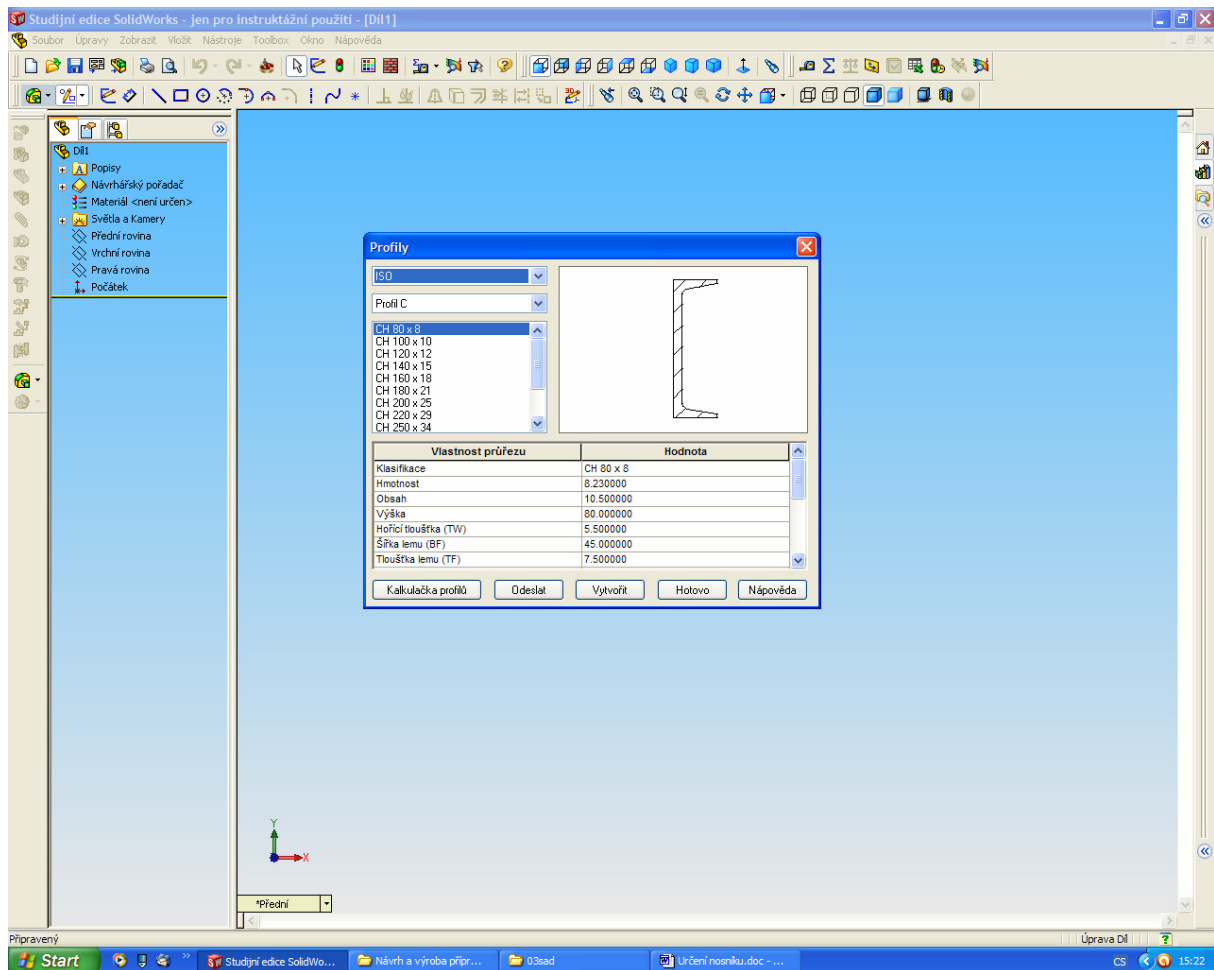 Studijní edice SolidWorks - jen pro instruktážní použití - [Díl1]
Soubor Úpravy Zobrazit Vložit Nástroje Toolbox Okno Nápověda
Díl1
Popisy
Návrhářský pořadač
Materiál <není určen>
Světla a Kamery
Přední rovina
Vrchní rovina
Pravá rovina
Počátek
Profily
ISO
Profil C
CH 80 x 8
CH 100 x 10
CH 120 x 12
CH 140 x 15
CH 160 x 18
CH 180 x 21
CH 200 x 25
CH 220 x 29
CH 250 x 34
Vlastnost průřezu Hodnota
Klasifikace CH 80 x 8
Hmotnost 8.230000
Obsah 10.500000
Výška 80.000000
Hořící tloušťka (TW) 5.500000
Šířka lemu (BF) 45.000000
Tloušťka lemu (TF) 7.500000
Kalkulačka profilů Odeslat Vytvořit Hotovo Nápověda
Y
X
*Přední
Připravený Úprava Díl
Start Studijní edice SolidWo... Návrh a výroba přípr... 03sad Určení nosníku.doc - ... CS 15:22